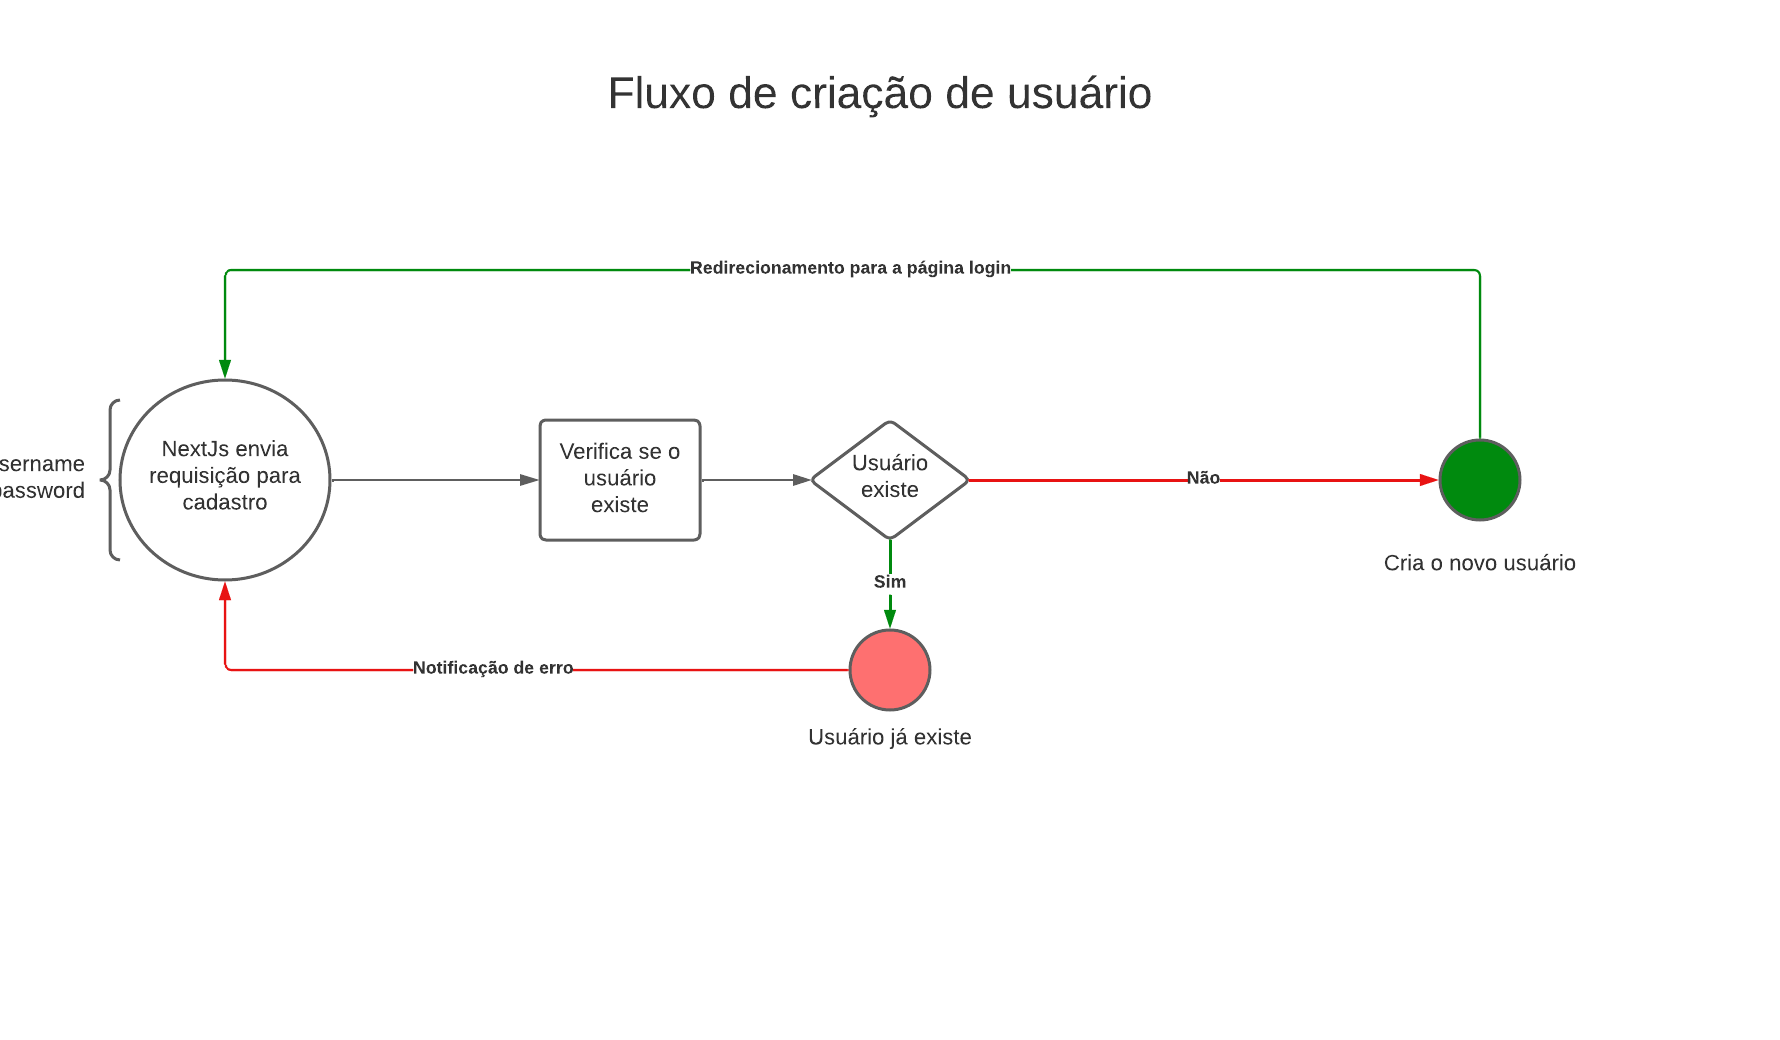 Fluxo de criação de usuário
Redirecionamento para a página login
sername
password
NextJs envia
requisição para
cadastro
Verifica se o
usuário
existe
Usuário
existe
Não
Cria o novo usuário
Sim
Notificação de erro
Usuário já existe